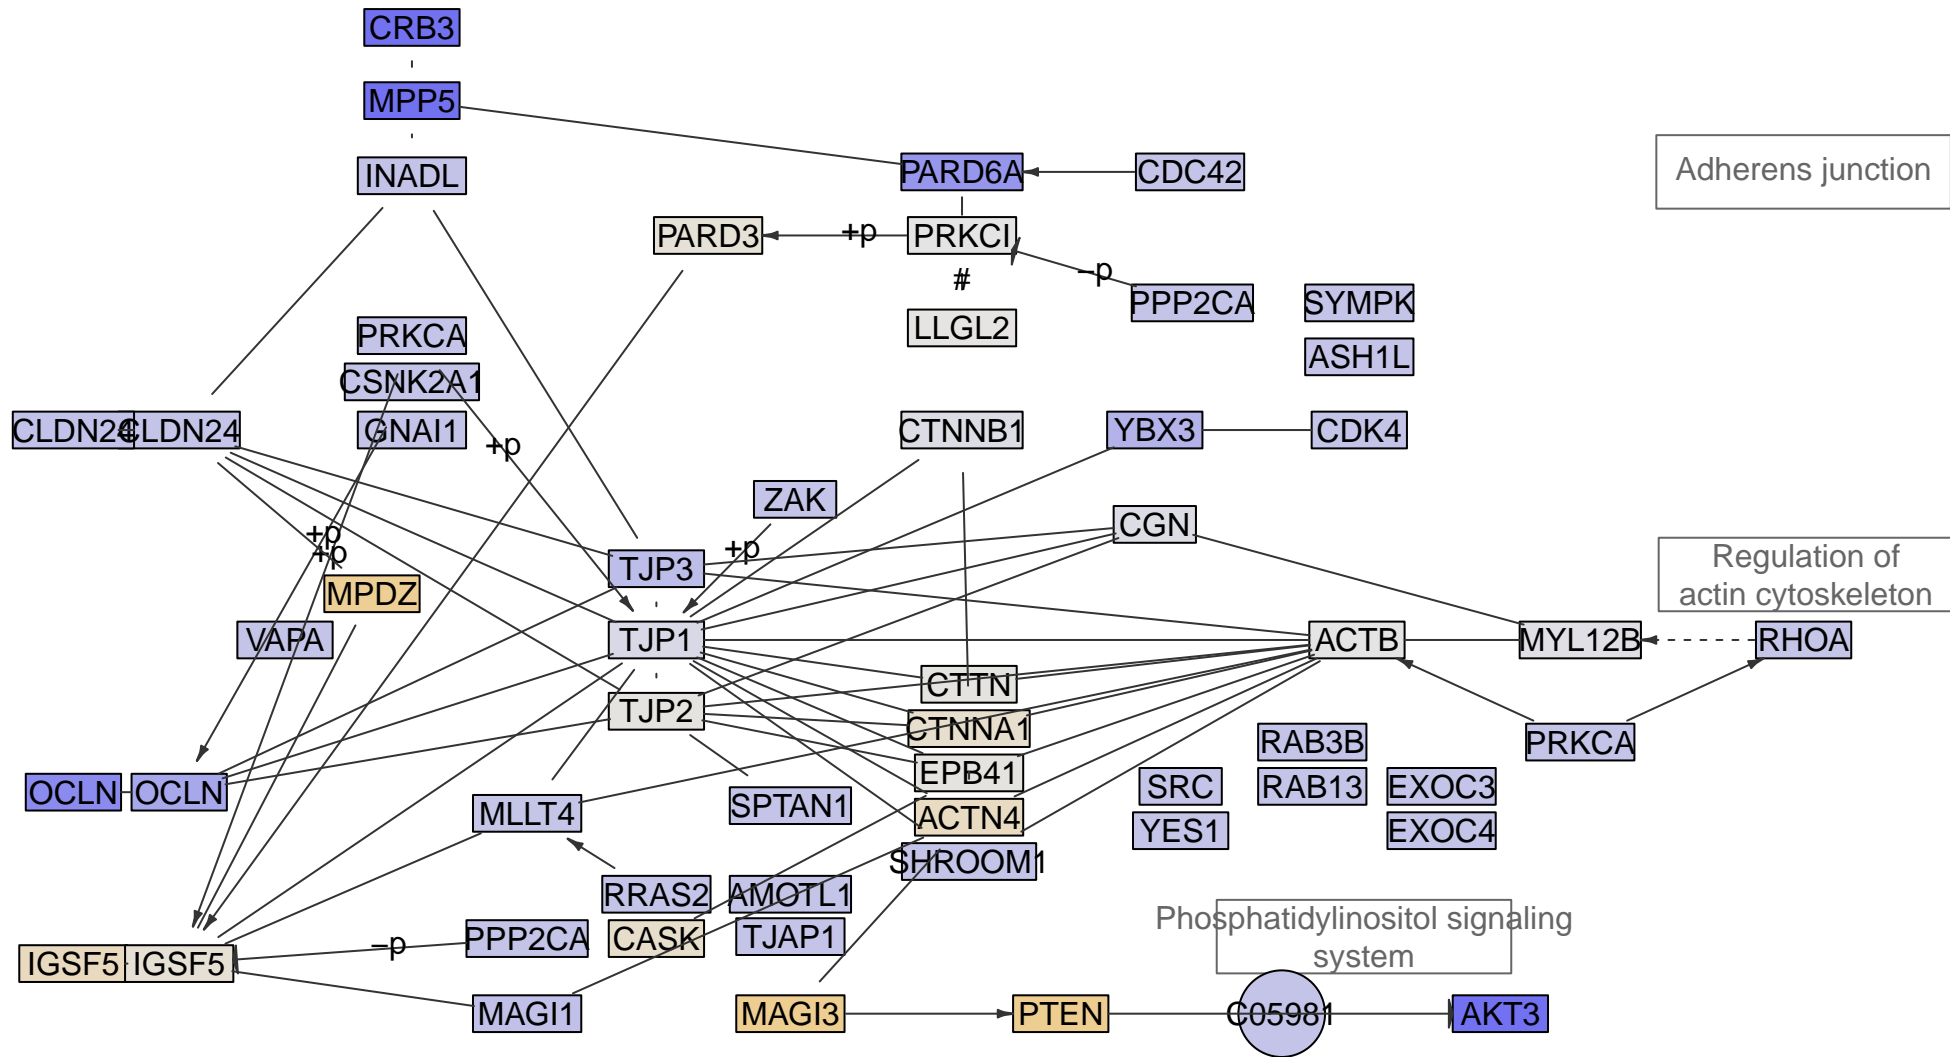 CRB3
MPP5
INADL
PARD6A
CDC42
Adherens junction
PARD3
+p
PRKCI
–p
#
PPP2CA
SYMPK
LLGL2
PRKCA
ASH1L
CSNK2A1
CLDN24
CLDN24
GNAI1
+p
CTNNB1
YBX3
CDK4
ZAK
CGN
+p
+p
+p
TJP3
Regulation of
actin cytoskeleton
MPDZ
VAPA
TJP1
ACTB
MYL12B
RHOA
CTTN
TJP2
CTNNA1
RAB3B
PRKCA
EPB41
OCLN
OCLN
SRC
RAB13
EXOC3
MLLT4
SPTAN1
ACTN4
YES1
EXOC4
SHROOM1
RRAS2
AMOTL1
Phosphatidylinositol signaling
system
PPP2CA
–p
CASK
TJAP1
IGSF5
IGSF5
MAGI1
MAGI3
PTEN
C05981
AKT3